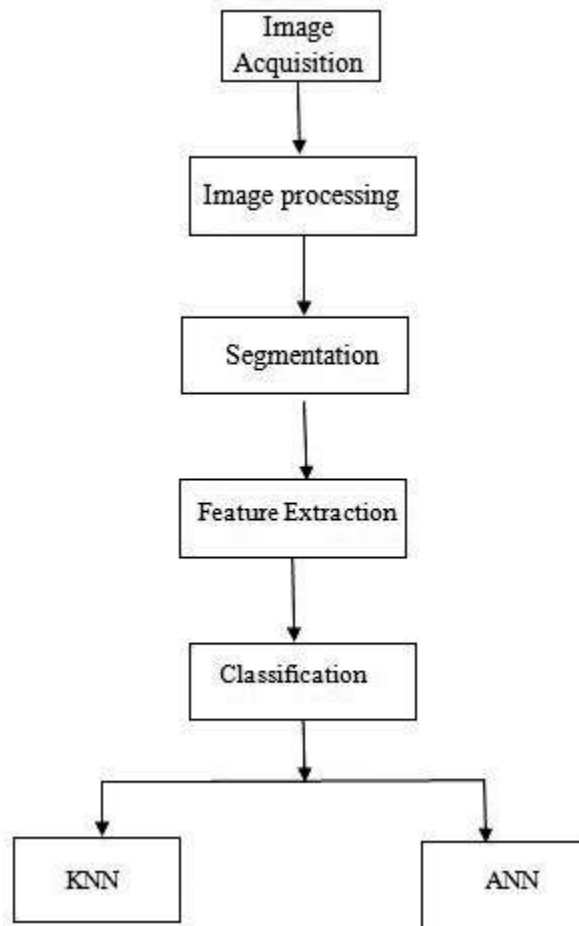 Image
Acquisition
Image processing
Segmentation
Feature Extraction
Classification
KNN
ANN